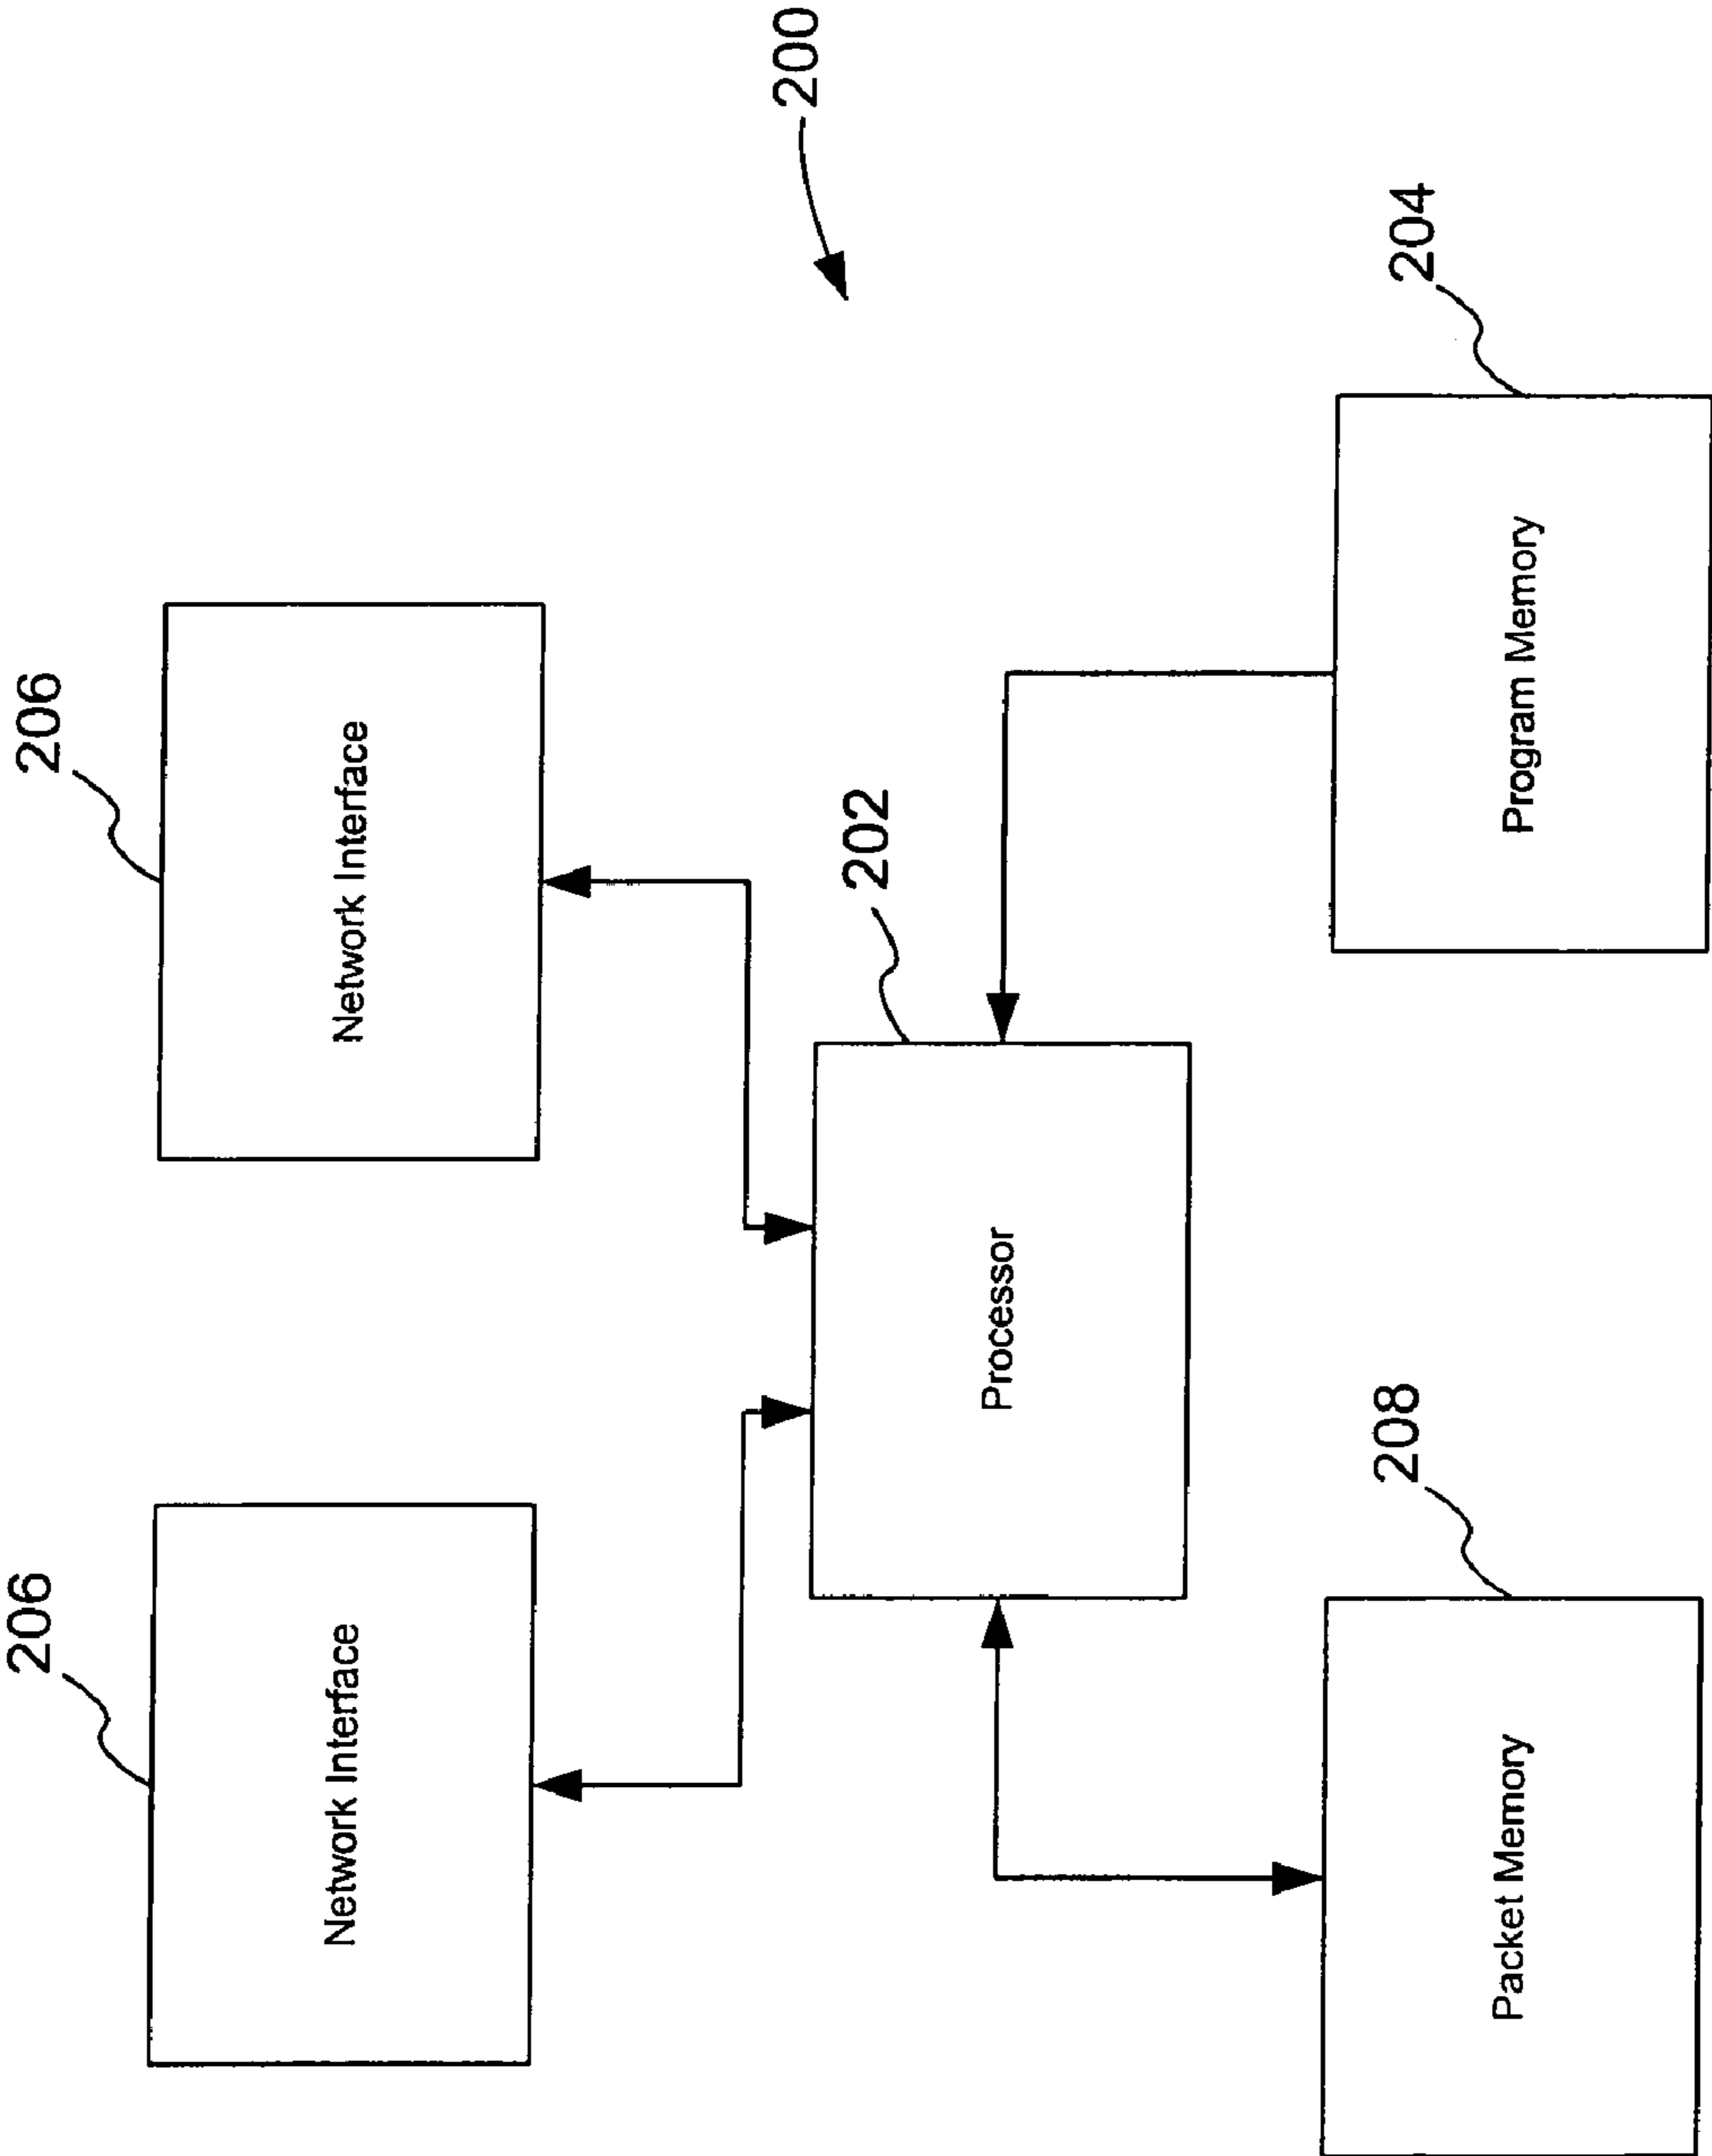 206
206
Network Interface
Network Interface
200
202
Processor
208
204
Packet Memory
Program Memory